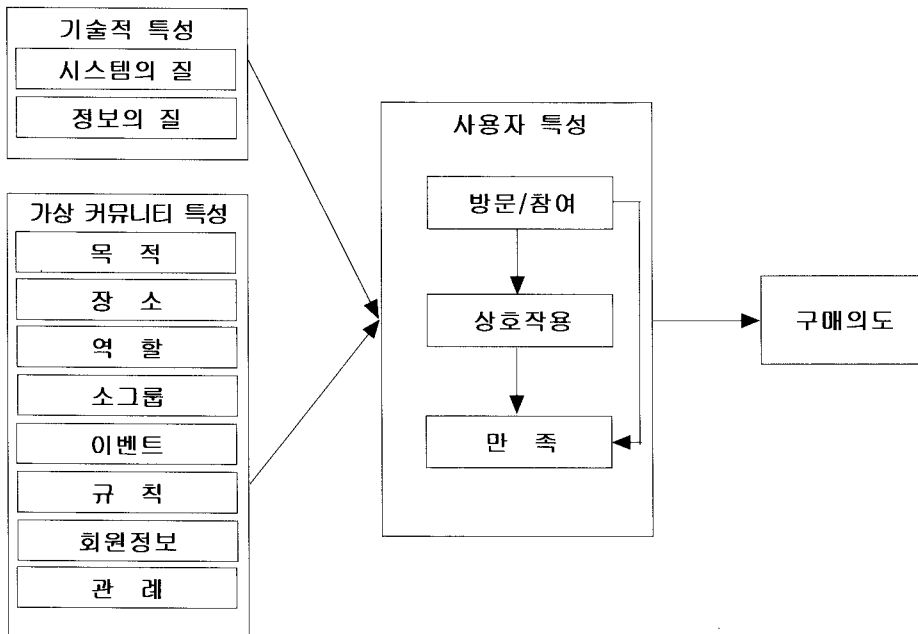 기술적 특성
시스템의 질
정보의 질
가상 커뮤니티 특성
목 적
장 소
역 할
소그룹
이벤트
규 칙
회원정보
관 례
사용자 특성
방문/참여
상호작용
만 족
구매의도